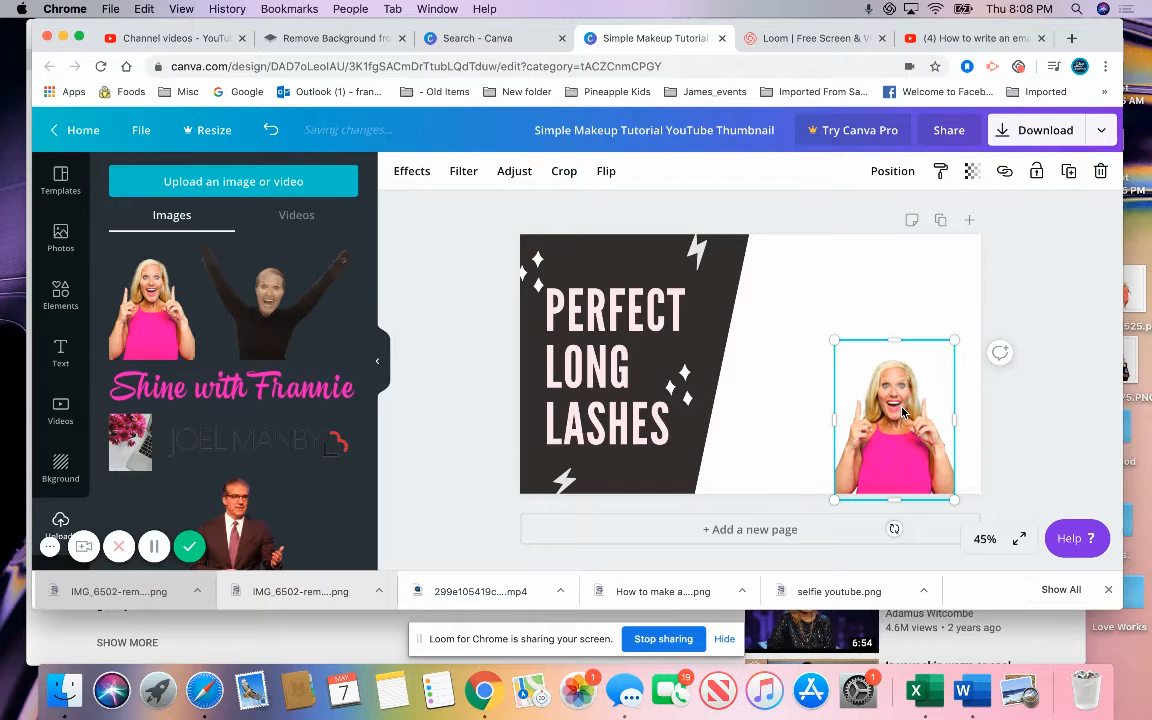 Chrome File Edit View History Bookmarks People Tab Window Help
Thu 8:08 PM
Channel videos - YouTu
Remove Background fro
Search - Canva
Simple Makeup Tutorial
Loom | Free Screen & V
(4) How to write an ema
canva.com/design/DAD7oLeoIAU/3K1fgSACmDrTtubLQdTduw/edit?category=tACZCnmCPGY
Apps
Foods
Misc
Google
Outlook (1) - fran...
- Old Items
New folder
Pineapple Kids
James_events
Imported From Sa...
Welcome to Faceb...
Imported
»
Home
File
Resize
Saving changes...
Simple Makeup Tutorial YouTube Thumbnail
Try Canva Pro
Share
Download
Templates
Photos
Elements
Text
Videos
Bkground
Upload an image or video
Images
Videos
Shine with Frannie
JOEL MANBY
Effects
Filter
Adjust
Crop
Flip
Position
PERFECT
LONG
LASHES
+ Add a new page
45%
Help ?
IMG_6502-rem....png
IMG_6502-rem....png
299e105419c...mp4
How to make a....png
selfie youtube.png
Show All
SHOW MORE
Loom for Chrome is sharing your screen.
Stop sharing
Hide
Adamus Witcombe
4.6M views • 2 years ago
6:54
Love Works
MAY
7
1
19
1